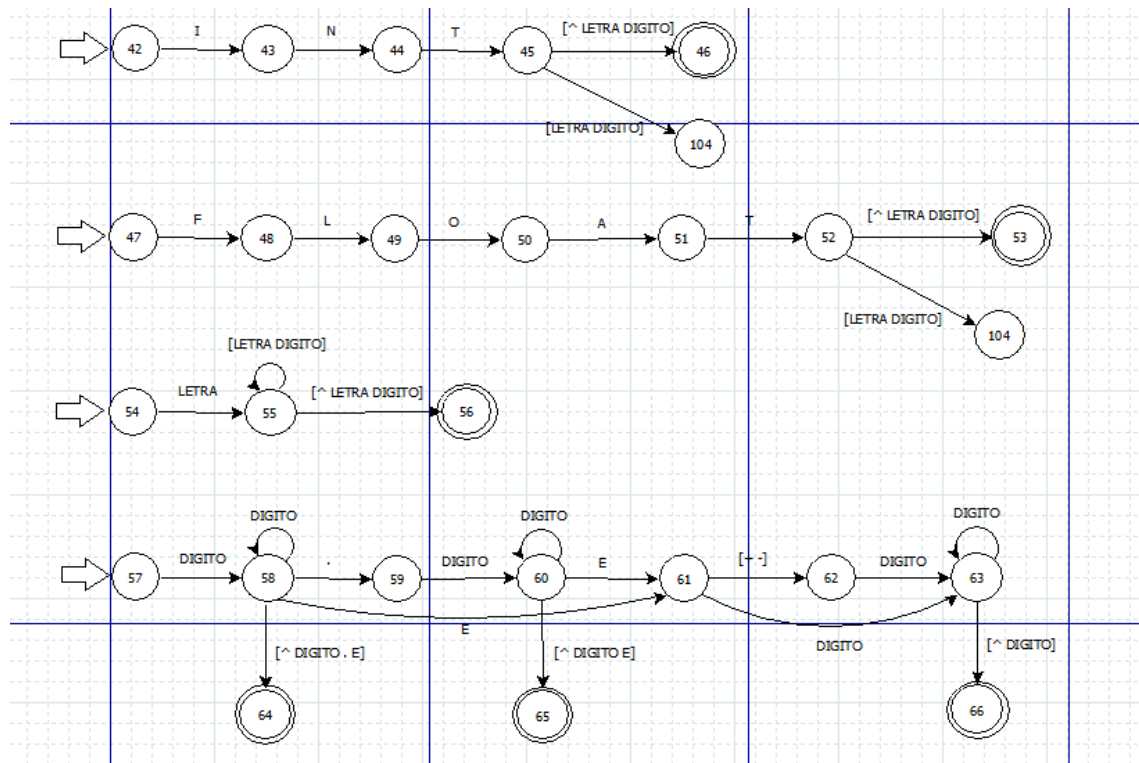 I N T [^ LETRA DIGITO]
42 43 44 45 46
[LETRA DIGITO]
104
F L O A T [^ LETRA DIGITO]
47 48 49 50 51 52 53
[LETRA DIGITO]
104
[LETRA DIGITO]
LETRA [^ LETRA DIGITO]
54 55 56
DIGITO DIGITO DIGITO
DIGITO . DIGITO E [+ -] DIGITO
57 58 59 60 61 62 63
E
[^ DIGITO . E] [^ DIGITO E] DIGITO [^ DIGITO]
64 65 66